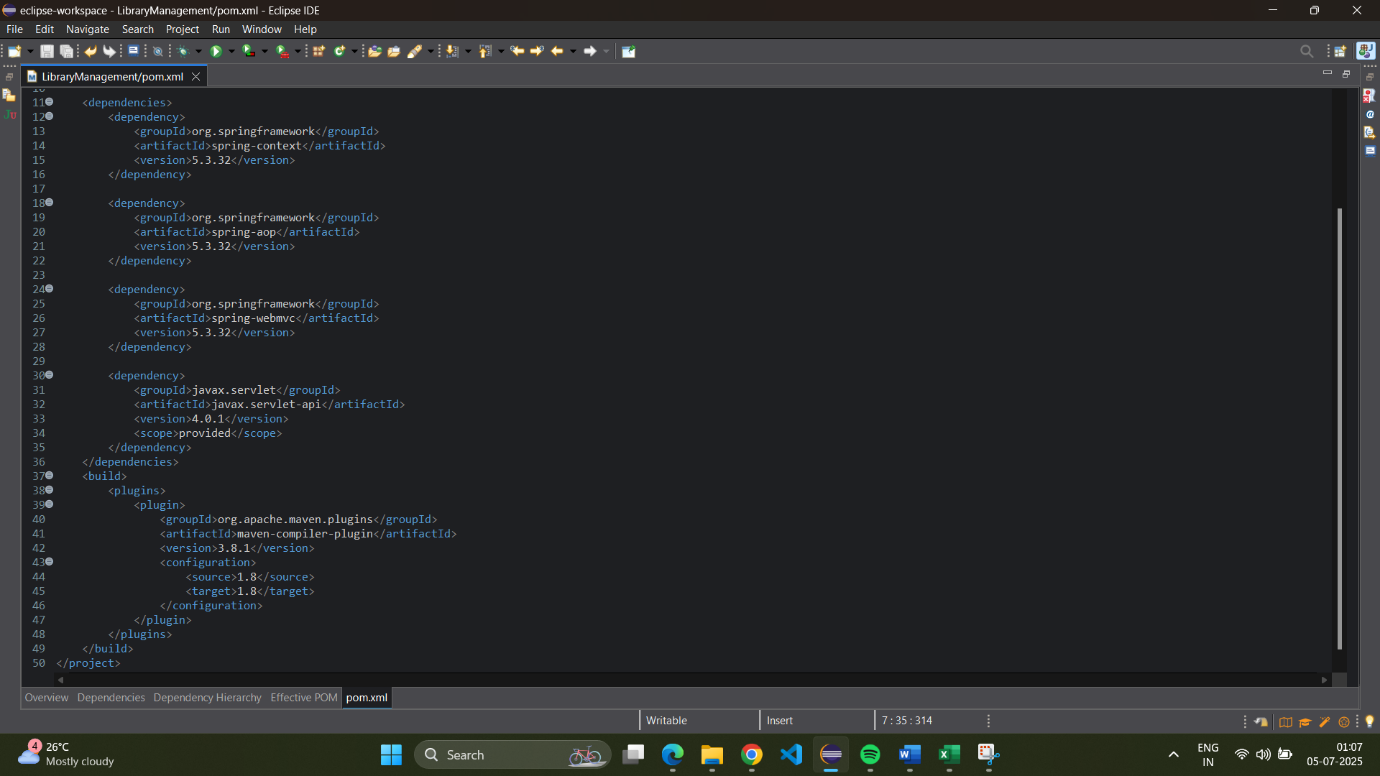 eclipse-workspace - LibraryManagement/pom.xml - Eclipse IDE
File Edit Navigate Search Project Run Window Help
LibraryManagement/pom.xml
11 <dependencies>
12 <dependency>
13 <groupId>org.springframework</groupId>
14 <artifactId>spring-context</artifactId>
15 <version>5.3.32</version>
16 </dependency>
17
18 <dependency>
19 <groupId>org.springframework</groupId>
20 <artifactId>spring-aop</artifactId>
21 <version>5.3.32</version>
22 </dependency>
23
24 <dependency>
25 <groupId>org.springframework</groupId>
26 <artifactId>spring-webmvc</artifactId>
27 <version>5.3.32</version>
28 </dependency>
29
30 <dependency>
31 <groupId>javax.servlet</groupId>
32 <artifactId>javax.servlet-api</artifactId>
33 <version>4.0.1</version>
34 <scope>provided</scope>
35 </dependency>
36 </dependencies>
37 <build>
38 <plugins>
39 <plugin>
40 <groupId>org.apache.maven.plugins</groupId>
41 <artifactId>maven-compiler-plugin</artifactId>
42 <version>3.8.1</version>
43 <configuration>
44 <source>1.8</source>
45 <target>1.8</target>
46 </configuration>
47 </plugin>
48 </plugins>
49 </build>
50 </project>
Overview Dependencies Dependency Hierarchy Effective POM pom.xml
Writable Insert 7 : 35 : 314
4 26°C
Mostly cloudy
Search
ENG
IN
01:07
05-07-2025